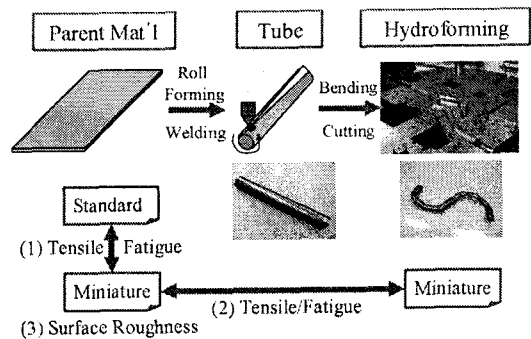 Parent Mat'l
Tube
Hydroforming
Roll
Forming
Welding
Bending
Cutting
Standard
(1) Tensile Fatigue
Miniature
(2) Tensile/Fatigue
Miniature
(3) Surface Roughness